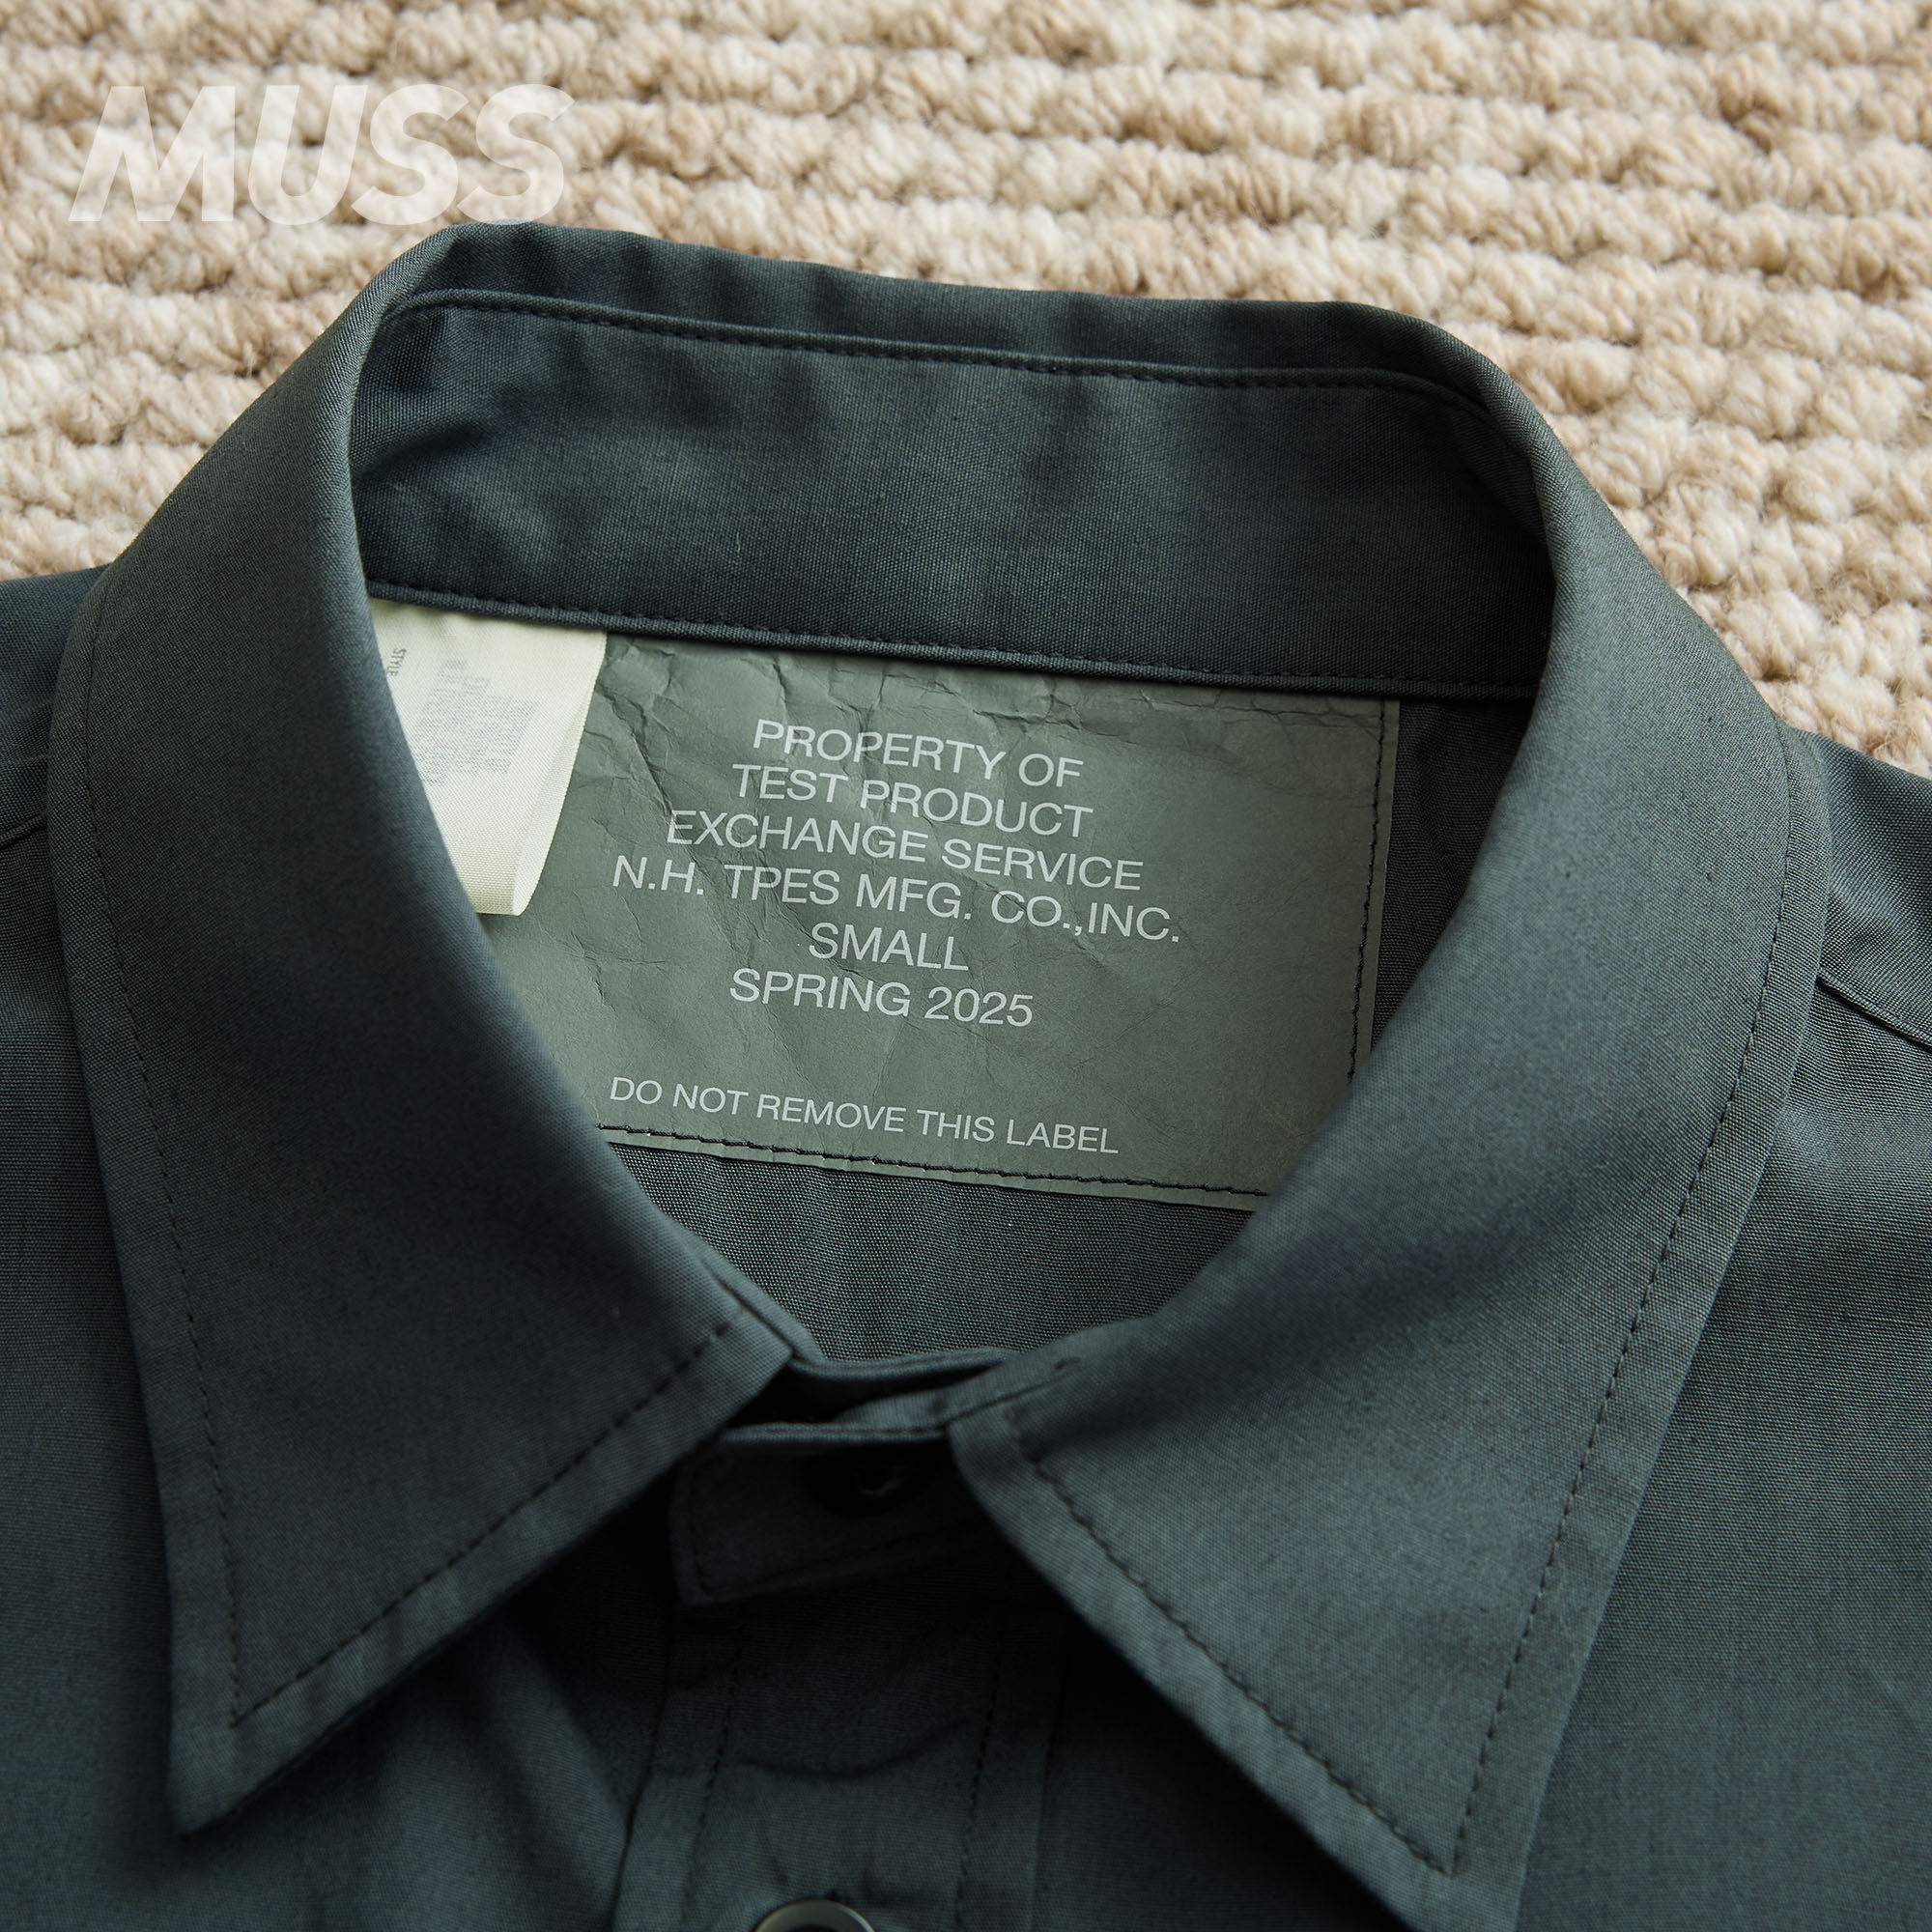 MUSS
STYLE
PROPERTY OF
TEST PRODUCT
EXCHANGE SERVICE
N.H. TPES MFG. CO.,INC.
SMALL
SPRING 2025
DO NOT REMOVE THIS LABEL